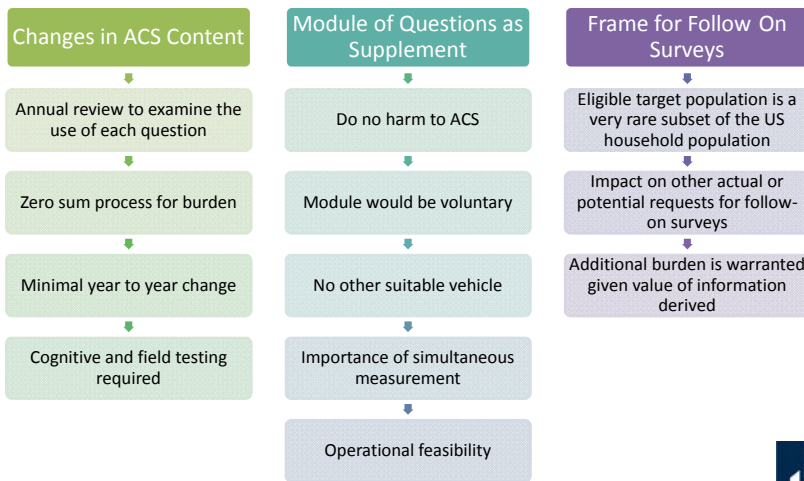 Changes in ACS Content
Annual review to examine the
use of each question
Zero sum process for burden
Minimal year to year change
Cognitive and field testing
required
Module of Questions as
Supplement
Do no harm to ACS
Module would be voluntary
No other suitable vehicle
Importance of simultaneous
measurement
Operational feasibility
Frame for Follow On
Surveys
Eligible target population is a
very rare subset of the US
household population
Impact on other actual or
potential requests for follow-
on surveys
Additional burden is warranted
given value of information
derived